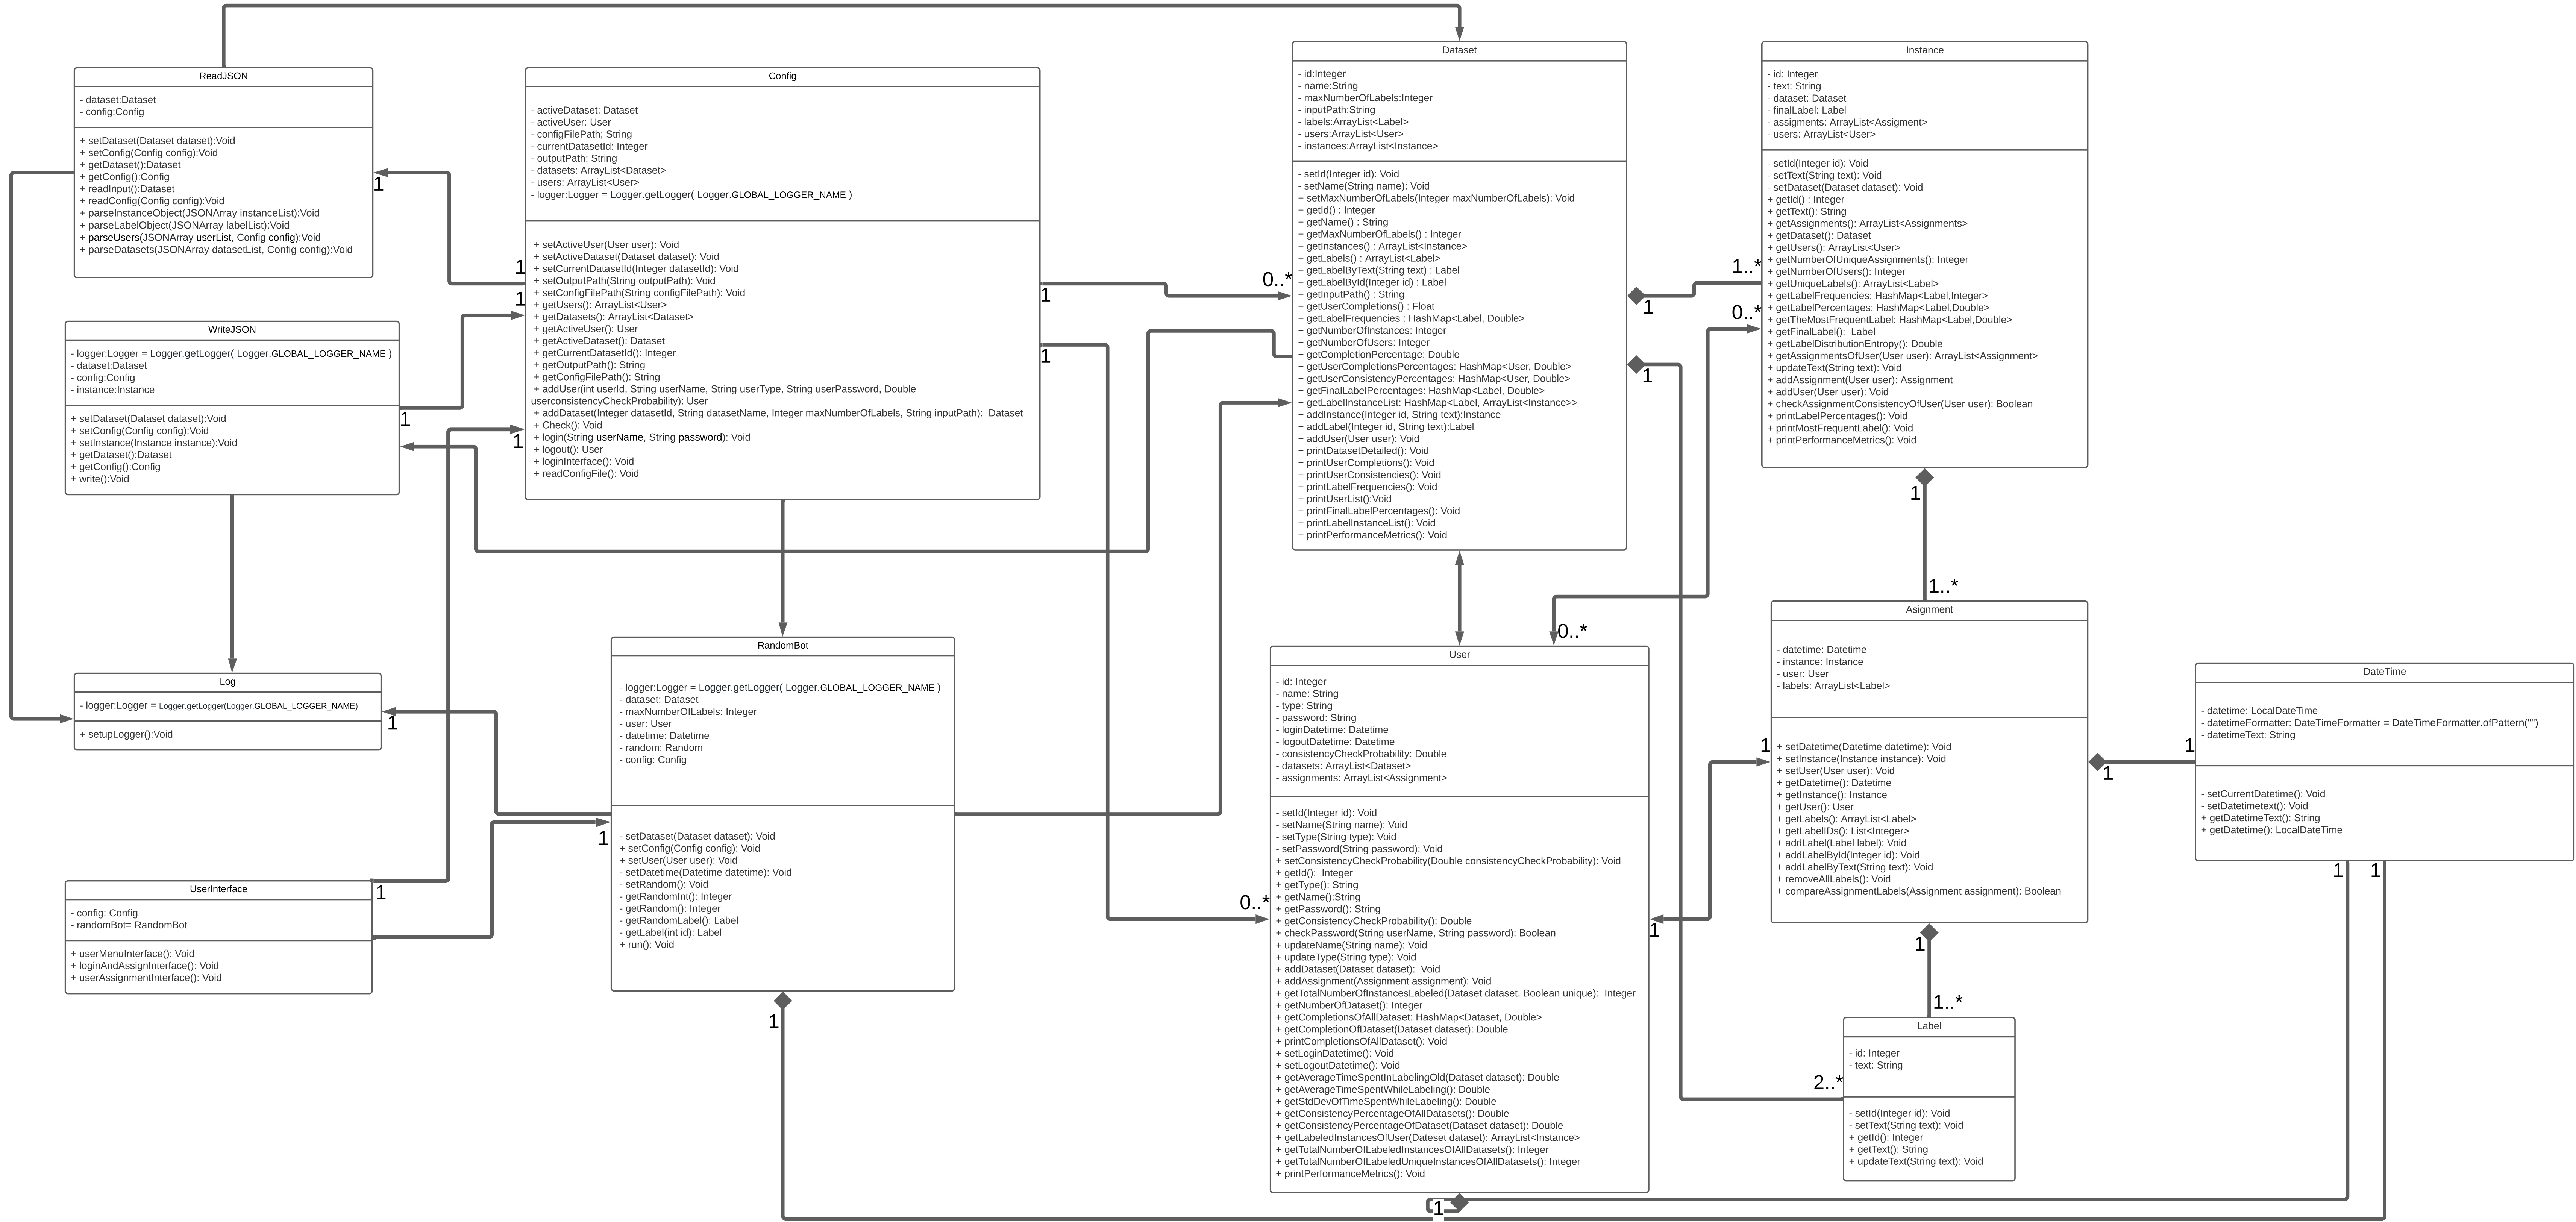 ReadJSON
- dataset:Dataset
- config:Config
+ setDataset(Dataset dataset):Void
+ setConfig(Config config):Void
+ getDataset():Dataset
+ getConfig():Config
+ readInput():Dataset
+ readConfig(Config config):Void
+ parseInstanceObject(JSONArray instanceList):Void
+ parseLabelObject(JSONArray labelList):Void
+ parseUsers(JSONArray userList, Config config):Void
+ parseDatasets(JSONArray datasetList, Config config):Void
1
WriteJSON
- logger:Logger = Logger.getLogger( Logger.GLOBAL_LOGGER_NAME )
- dataset:Dataset
- config:Config
- instance:Instance
+ setDataset(Dataset dataset):Void
+ setConfig(Config config):Void
+ setInstance(Instance instance):Void
+ getDataset():Dataset
+ getConfig():Config
+ write():Void
1
Log
- logger:Logger = Logger.getLogger(Logger.GLOBAL_LOGGER_NAME)
+ setupLogger():Void
1
UserInterface
- config: Config
- randomBot= RandomBot
+ userMenuInterface(): Void
+ loginAndAssignInterface(): Void
+ userAssignmentInterface(): Void
1
Config
- activeDataset: Dataset
- activeUser: User
- configFilePath; String
- currentDatasetId: Integer
- outputPath: String
- datasets: ArrayList<Dataset>
- users: ArrayList<User>
- logger:Logger = Logger.getLogger( Logger.GLOBAL_LOGGER_NAME )
+ setActiveUser(User user): Void
+ setActiveDataset(Dataset dataset): Void
+ setCurrentDatasetId(Integer datasetId): Void
+ setOutputPath(String outputPath): Void
+ setConfigFilePath(String configFilePath): Void
+ getUsers(): ArrayList<User>
+ getDatasets(): ArrayList<Dataset>
+ getActiveUser(): User
+ getActiveDataset(): Dataset
+ getCurrentDatasetId(): Integer
+ getOutputPath(): String
+ getConfigFilePath(): String
+ addUser(int userId, String userName, String userType, String userPassword, Double
userconsistencyCheckProbability): User
+ addDataset(Integer datasetId, String datasetName, Integer maxNumberOfLabels, String inputPath): Dataset
+ Check(): Void
+ login(String userName, String password): Void
+ logout(): User
+ loginInterface(): Void
+ readConfigFile(): Void
1
1
1
1
1
RandomBot
- logger:Logger = Logger.getLogger( Logger.GLOBAL_LOGGER_NAME )
- dataset: Dataset
- maxNumberOfLabels: Integer
- user: User
- datetime: Datetime
- random: Random
- config: Config
- setDataset(Dataset dataset): Void
+ setConfig(Config config): Void
+ setUser(User user): Void
- setDatetime(Datetime datetime): Void
- setRandom(): Void
- getRandomInt(): Integer
- getRandom(): Integer
- getRandomLabel(): Label
- getLabel(int id): Label
+ run(): Void
1
1
Dataset
- id:Integer
- name:String
- maxNumberOfLabels:Integer
- inputPath:String
- labels:ArrayList<Label>
- users:ArrayList<User>
- instances:ArrayList<Instance>
- setId(Integer id): Void
- setName(String name): Void
+ setMaxNumberOfLabels(Integer maxNumberOfLabels): Void
+ getId() : Integer
+ getName() : String
+ getMaxNumberOfLabels() : Integer
+ getInstances() : ArrayList<Instance>
+ getLabels() : ArrayList<Label>
+ getLabelByText(String text) : Label
+ getLabelById(Integer id) : Label
+ getInputPath() : String
+ getUserCompletions() : Float
+ getLabelFrequencies : HashMap<Label, Double>
+ getNumberOfInstances: Integer
+ getNumberOfUsers: Integer
+ getCompletionPercentage: Double
+ getUserCompletionsPercentages: HashMap<User, Double>
+ getUserConsistencyPercentages: HashMap<User, Double>
+ getFinalLabelPercentages: HashMap<Label, Double>
+ getLabelInstanceList: HashMap<Label, ArrayList<Instance>>
+ addInstance(Integer id, String text):Instance
+ addLabel(Integer id, String text):Label
+ addUser(User user): Void
+ printDatasetDetailed(): Void
+ printUserCompletions(): Void
+ printUserConsistencies(): Void
+ printLabelFrequencies(): Void
+ printUserList():Void
+ printFinalLabelPercentages(): Void
+ printLabelInstanceList(): Void
+ printPerformanceMetrics(): Void
0..*
1
1
User
- id: Integer
- name: String
- type: String
- password: String
- loginDatetime: Datetime
- logoutDatetime: Datetime
- consistencyCheckProbability: Double
- datasets: ArrayList<Dataset>
- assignments: ArrayList<Assignment>
- setId(Integer id): Void
- setName(String name): Void
- setType(String type): Void
- setPassword(String password): Void
+ setConsistencyCheckProbability(Double consistencyCheckProbability): Void
+ getId(): Integer
+ getType(): String
+ getName():String
+ getPassword(): String
+ getConsistencyCheckProbability(): Double
+ checkPassword(String userName, String password): Boolean
+ updateName(String name): Void
+ updateType(String type): Void
+ addDataset(Dataset dataset): Void
+ addAssignment(Assignment assignment): Void
+ getTotalNumberOfInstancesLabeled(Dataset dataset, Boolean unique): Integer
+ getNumberOfDataset(): Integer
+ getCompletionsOfAllDataset: HashMap<Dataset, Double>
+ getCompletionOfDataset(Dataset dataset): Double
+ printCompletionsOfAllDataset(): Void
+ setLoginDatetime(): Void
+ setLogoutDatetime(): Void
+ getAverageTimeSpentInLabelingOld(Dataset dataset): Double
+ getAverageTimeSpentWhileLabeling(): Double
+ getStdDevOfTimeSpentWhileLabeling(): Double
+ getConsistencyPercentageOfAllDatasets(): Double
+ getConsistencyPercentageOfDataset(Dataset dataset): Double
+ getLabeledInstancesOfUser(Dateset dataset): ArrayList<Instance>
+ getTotalNumberOfLabeledInstancesOfAllDatasets(): Integer
+ getTotalNumberOfLabeledUniqueInstancesOfAllDatasets(): Integer
+ printPerformanceMetrics(): Void
0..*
0..*
1
1
Instance
- id: Integer
- text: String
- dataset: Dataset
- finalLabel: Label
- assigments: ArrayList<Assigment>
- users: ArrayList<User>
- setId(Integer id): Void
- setText(String text): Void
- setDataset(Dataset dataset): Void
+ getId() : Integer
+ getText(): String
+ getAssignments(): ArrayList<Assignments>
+ getDataset(): Dataset
+ getUsers(): ArrayList<User>
+ getNumberOfUniqueAssignments(): Integer
+ getNumberOfUsers(): Integer
+ getUniqueLabels(): ArrayList<Label>
+ getLabelFrequencies: HashMap<Label,Integer>
+ getLabelPercentages: HashMap<Label,Double>
+ getTheMostFrequentLabel: HashMap<Label,Double>
+ getFinalLabel(): Label
+ getLabelDistributionEntropy(): Double
+ getAssignmentsOfUser(User user): ArrayList<Assignment>
+ updateText(String text): Void
+ addAssignment(User user): Assignment
+ addUser(User user): Void
+ checkAssignmentConsistencyOfUser(User user): Boolean
+ printLabelPercentages(): Void
+ printMostFrequentLabel(): Void
+ printPerformanceMetrics(): Void
1..*
0..*
1
1..*
Asignment
- datetime: Datetime
- instance: Instance
- user: User
- labels: ArrayList<Label>
+ setDatetime(Datetime datetime): Void
+ setInstance(Instance instance): Void
+ setUser(User user): Void
+ getDatetime(): Datetime
+ getInstance(): Instance
+ getUser(): User
+ getLabels(): ArrayList<Label>
+ getLabelIDs(): List<Integer>
+ addLabel(Label label): Void
+ addLabelById(Integer id): Void
+ addLabelByText(String text): Void
+ removeAllLabels(): Void
+ compareAssignmentLabels(Assignment assignment): Boolean
1
1
1
1..*
Label
- id: Integer
- text: String
- setId(Integer id): Void
- setText(String text): Void
+ getId(): Integer
+ getText(): String
+ updateText(String text): Void
2..*
DateTime
- datetime: LocalDateTime
- datetimeFormatter: DateTimeFormatter = DateTimeFormatter.ofPattern("")
- datetimeText: String
- setCurrentDatetime(): Void
- setDatetimetext(): Void
+ getDatetimeText(): String
+ getDatetime(): LocalDateTime
1
1
1